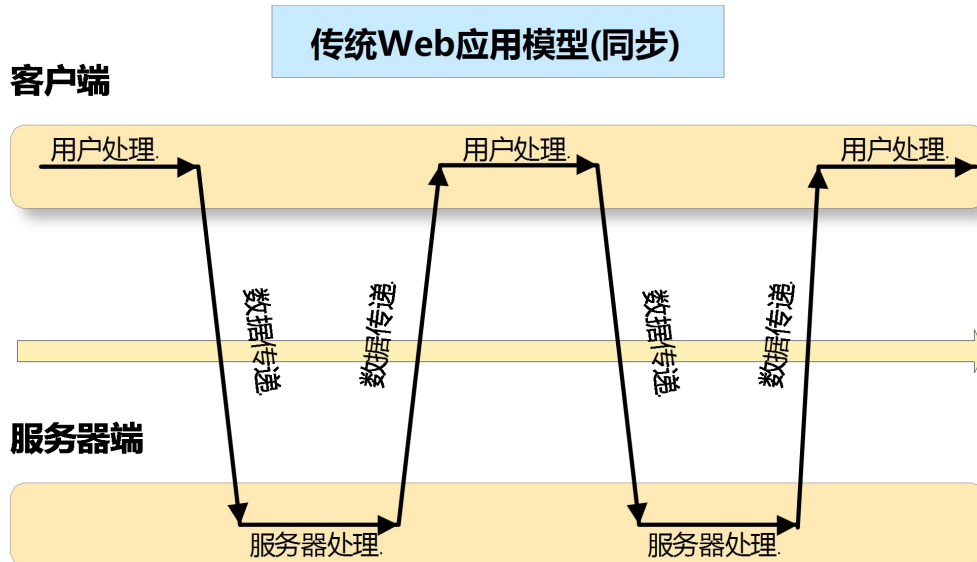 传统Web应用模型(同步)
客户端
用户处理.
用户处理.
用户处理.
数据传递.
数据传递.
数据传递.
数据传递.
服务器端
服务器处理.
服务器处理.